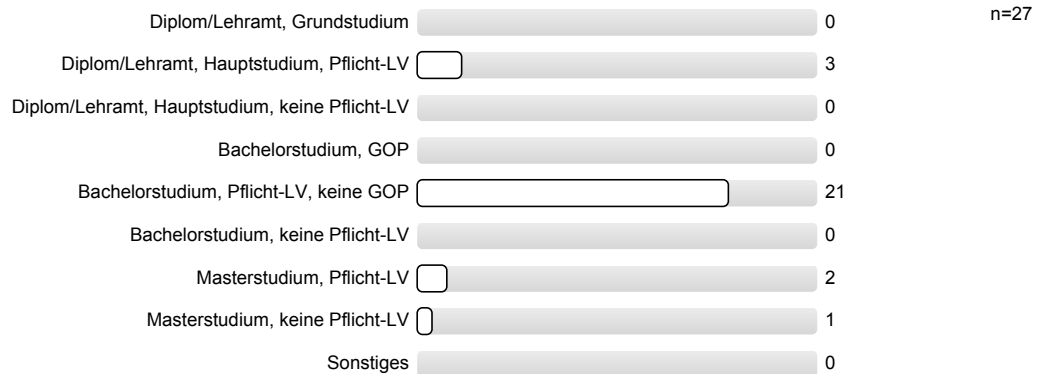 n=27
Diplom/Lehramt, Grundstudium 0
Diplom/Lehramt, Hauptstudium, Pflicht-LV 3
Diplom/Lehramt, Hauptstudium, keine Pflicht-LV 0
Bachelorstudium, GOP 0
Bachelorstudium, Pflicht-LV, keine GOP 21
Bachelorstudium, keine Pflicht-LV 0
Masterstudium, Pflicht-LV 2
Masterstudium, keine Pflicht-LV 1
Sonstiges 0